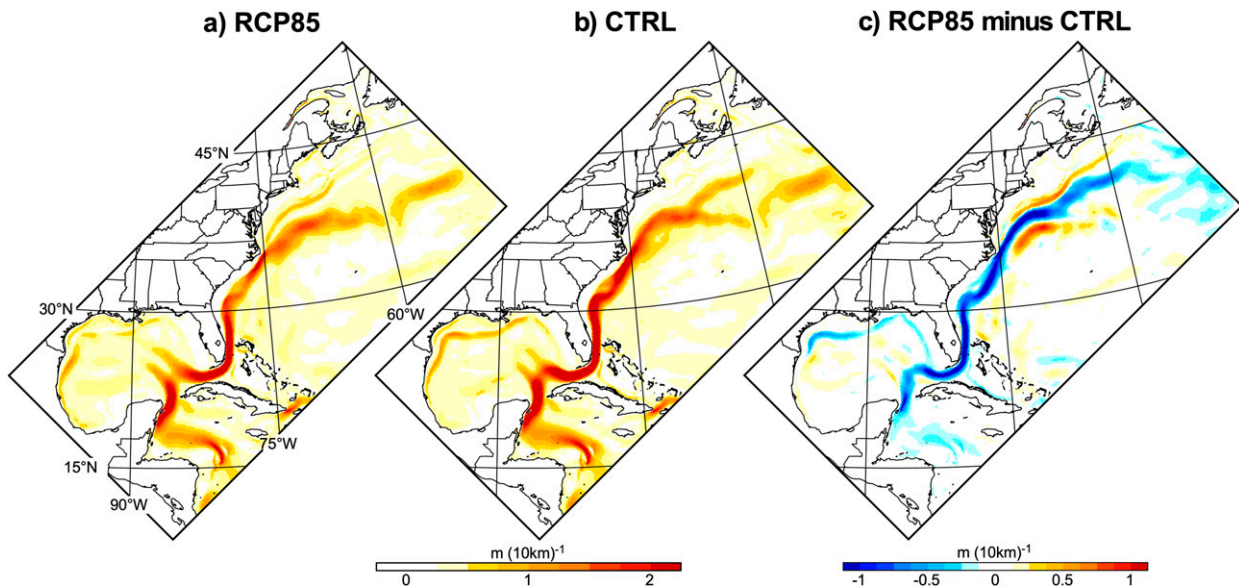 a) RCP85
b) CTRL
c) RCP85 minus CTRL
45°N
30°N
60°W
75°W
15°N
90°W
m (10km)⁻¹
0 1 2
m (10km)⁻¹
-1 -0.5 0 0.5 1